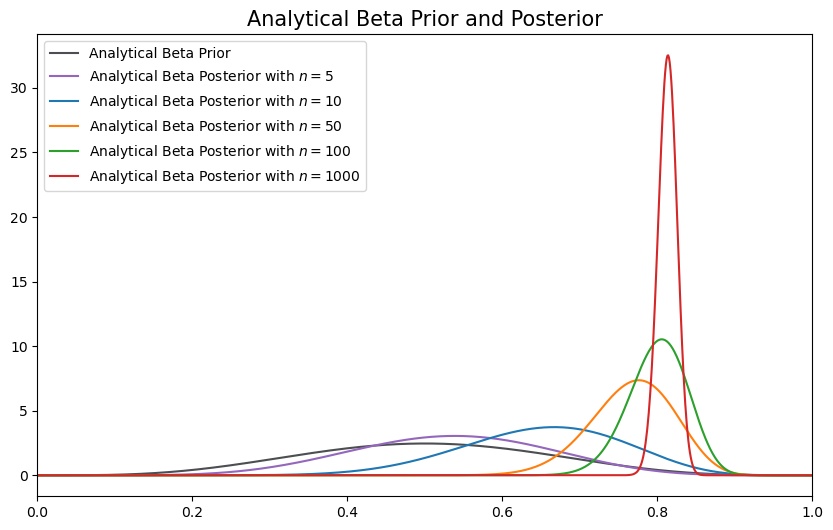 Analytical Beta Prior and Posterior
Analytical Beta Prior
Analytical Beta Posterior with n = 5
Analytical Beta Posterior with n = 10
Analytical Beta Posterior with n = 50
Analytical Beta Posterior with n = 100
Analytical Beta Posterior with n = 1000
30
25
20
15
10
5
0
0.0 0.2 0.4 0.6 0.8 1.0